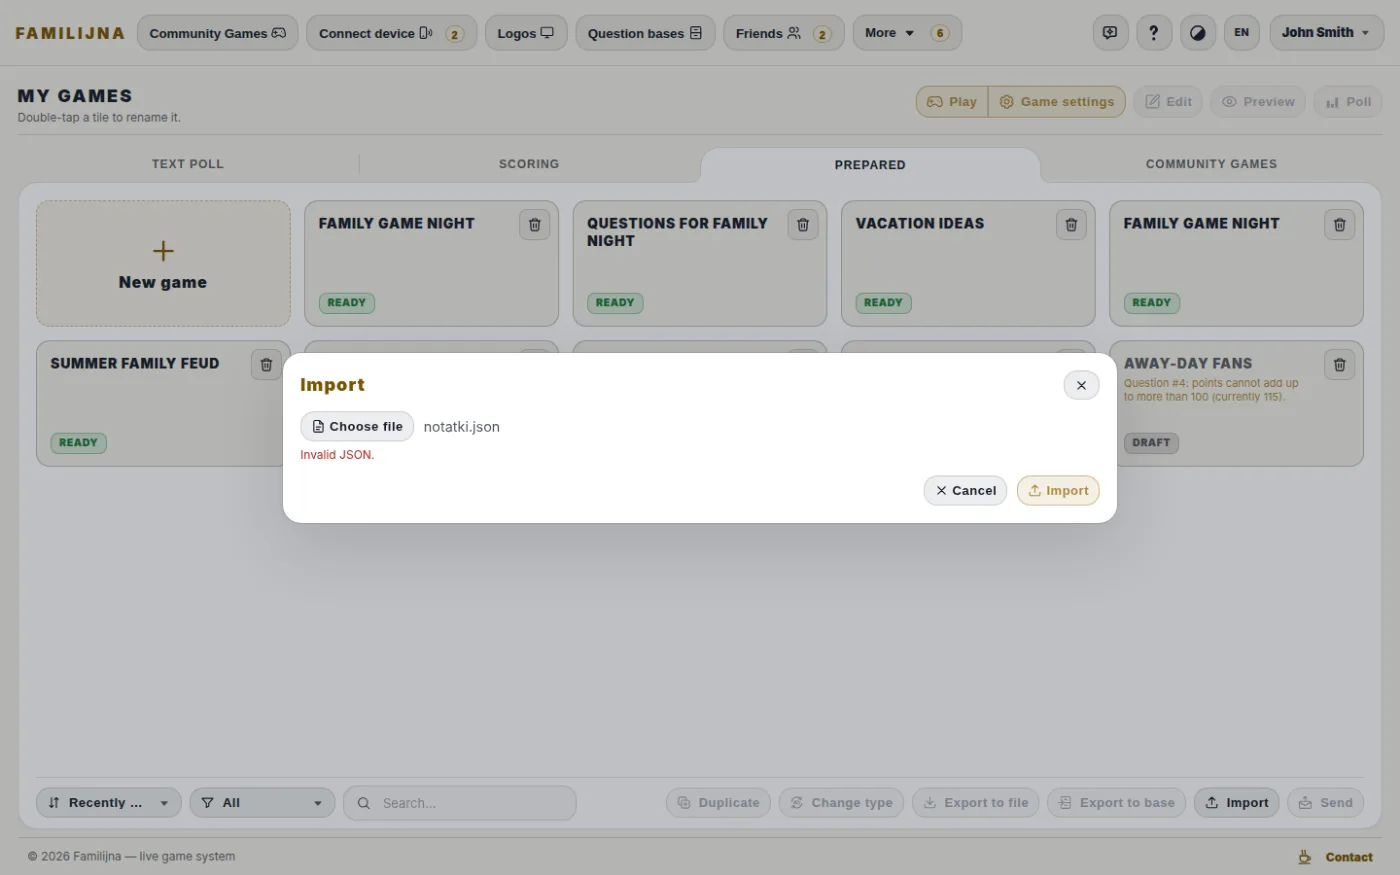 FAMILIJNA
Community Games
Connect device 2
Logos
Question bases
Friends 2
More 6
?
EN
John Smith
MY GAMES
Double-tap a tile to rename it.
Play
Game settings
Edit
Preview
Poll
TEXT POLL
SCORING
PREPARED
COMMUNITY GAMES
New game
FAMILY GAME NIGHT
READY
QUESTIONS FOR FAMILY
NIGHT
READY
VACATION IDEAS
READY
FAMILY GAME NIGHT
READY
SUMMER FAMILY FEUD
READY
AWAY-DAY FANS
Question #4: points cannot add up
to more than 100 (currently 115).
DRAFT
Import
Choose file notatki.json
Invalid JSON.
Cancel
Import
Recently ...
All
Search...
Duplicate
Change type
Export to file
Export to base
Import
Send
© 2026 Familijna — live game system
Contact